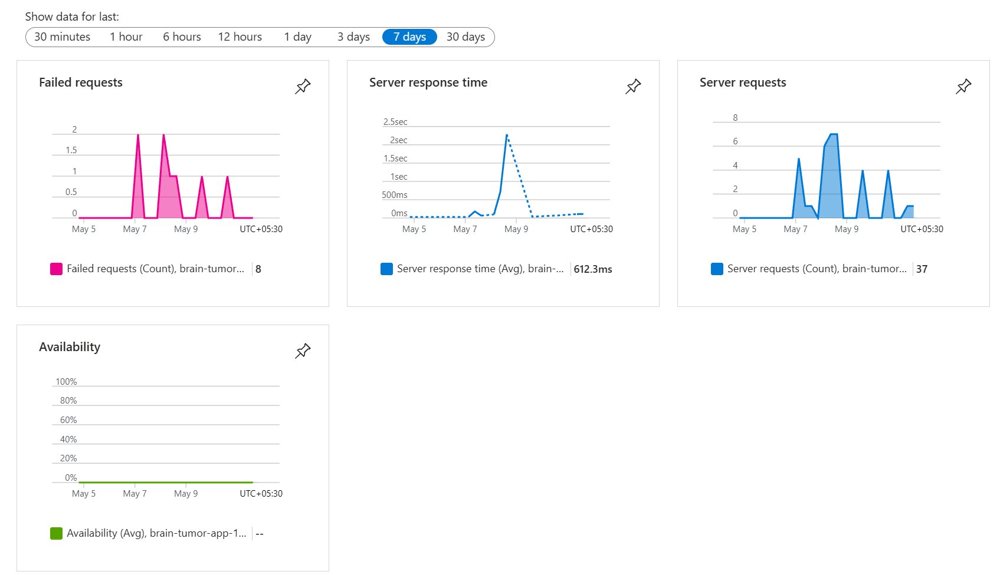 Show data for last:
30 minutes 1 hour 6 hours 12 hours 1 day 3 days 7 days 30 days
Failed requests
2
1.5
1
0.5
0
May 5 May 7 May 9 UTC+05:30
Failed requests (Count), brain-tumor... 8
Server response time
2.5sec
2sec
1.5sec
1sec
500ms
0ms
May 5 May 7 May 9 UTC+05:30
Server response time (Avg), brain-... 612.3ms
Server requests
8
6
4
2
0
May 5 May 7 May 9 UTC+05:30
Server requests (Count), brain-tumor... 37
Availability
100%
80%
60%
40%
20%
0%
May 5 May 7 May 9 UTC+05:30
Availability (Avg), brain-tumor-app-1... --